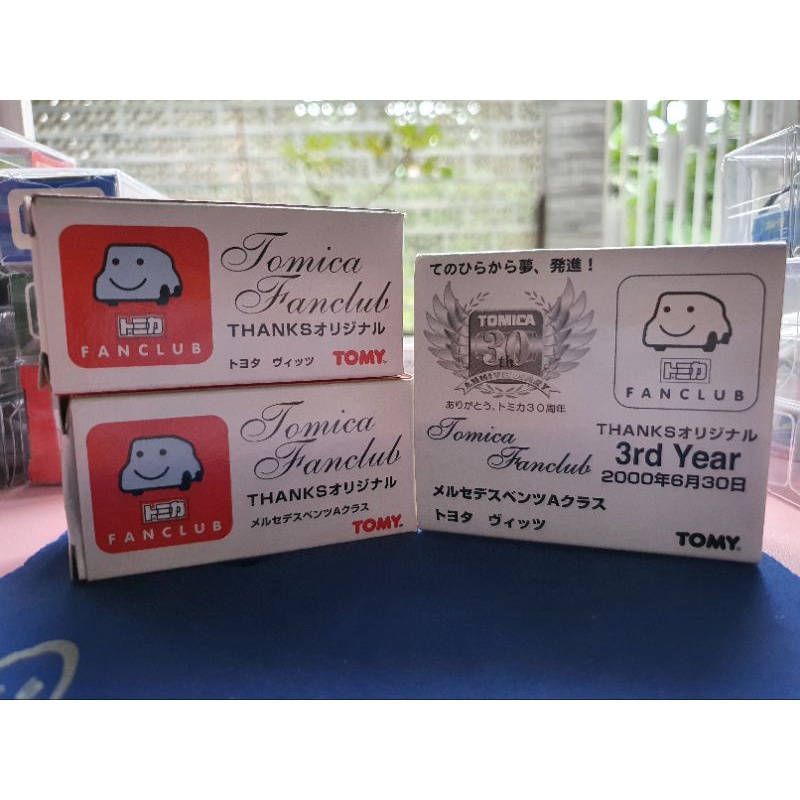 Tomica
Fanclub
THANKSオリジナル
トミカ
FANCLUB
トヨタ ヴィッツ TOMY
Tomica
Fanclub
THANKSオリジナル
トミカ
FANCLUB
メルセデスベンツAクラス
TOMY
てのひらから夢、発進！
TOMICA
30th
ANNIVERSARY
ありがとう、トミカ30周年
トミカ
FANCLUB
Tomica
Fanclub
THANKSオリジナル
3rd Year
2000年6月30日
メルセデスベンツAクラス
トヨタ ヴィッツ
TOMY